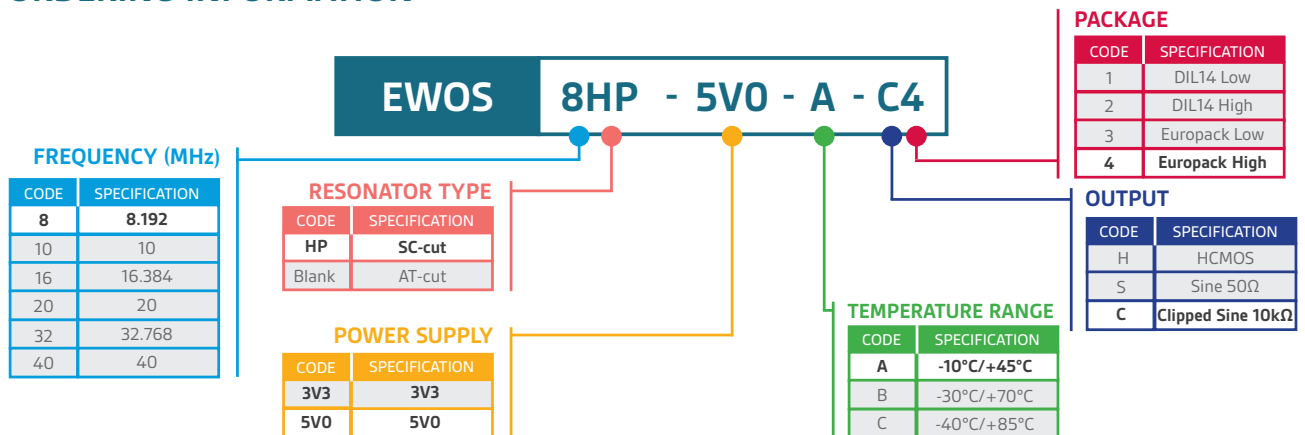 ORDERING INFORMATION
EWOS 8HP - 5V0 - A - C4
FREQUENCY (MHz)
CODE SPECIFICATION
8 8.192
10 10
16 16.384
20 20
32 32.768
40 40
RESONATOR TYPE
CODE SPECIFICATION
HP SC-cut
Blank AT-cut
POWER SUPPLY
CODE SPECIFICATION
3V3 3V3
5V0 5V0
TEMPERATURE RANGE
CODE SPECIFICATION
A -10°C/+45°C
B -30°C/+70°C
C -40°C/+85°C
OUTPUT
CODE SPECIFICATION
H HCMOS
S Sine 50Ω
C Clipped Sine 10kΩ
PACKAGE
CODE SPECIFICATION
1 DIL14 Low
2 DIL14 High
3 Europack Low
4 Europack High